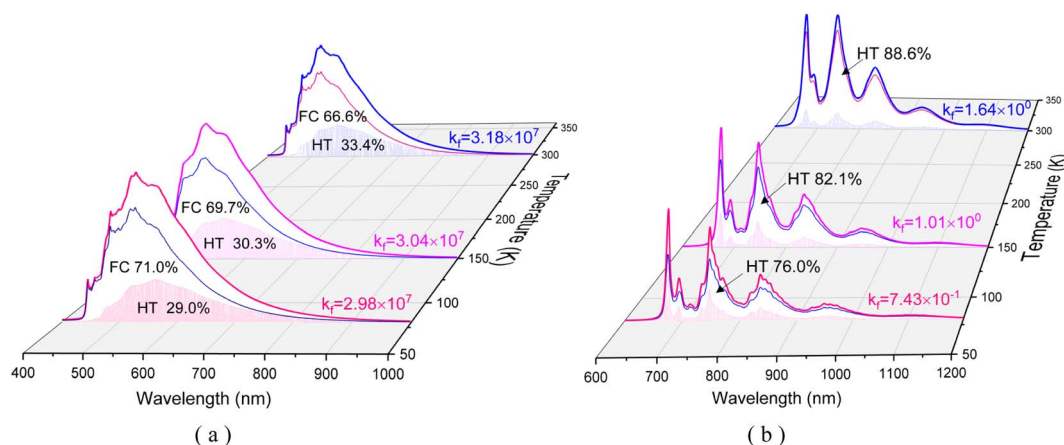 FC 66.6%
HT 33.4%
k_f=3.18×10^7
FC 69.7%
HT 30.3%
k_f=3.04×10^7
FC 71.0%
HT 29.0%
k_f=2.98×10^7
350
300
250
200
150
100
50
Temperature (K)
400 500 600 700 800 900 1000
Wavelength (nm)
( a )
HT 88.6%
k_f=1.64×10^0
HT 82.1%
k_f=1.01×10^0
HT 76.0%
k_f=7.43×10^-1
350
300
250
200
150
100
50
Temperature (K)
600 700 800 900 1000 1100 1200
Wavelength (nm)
( b )